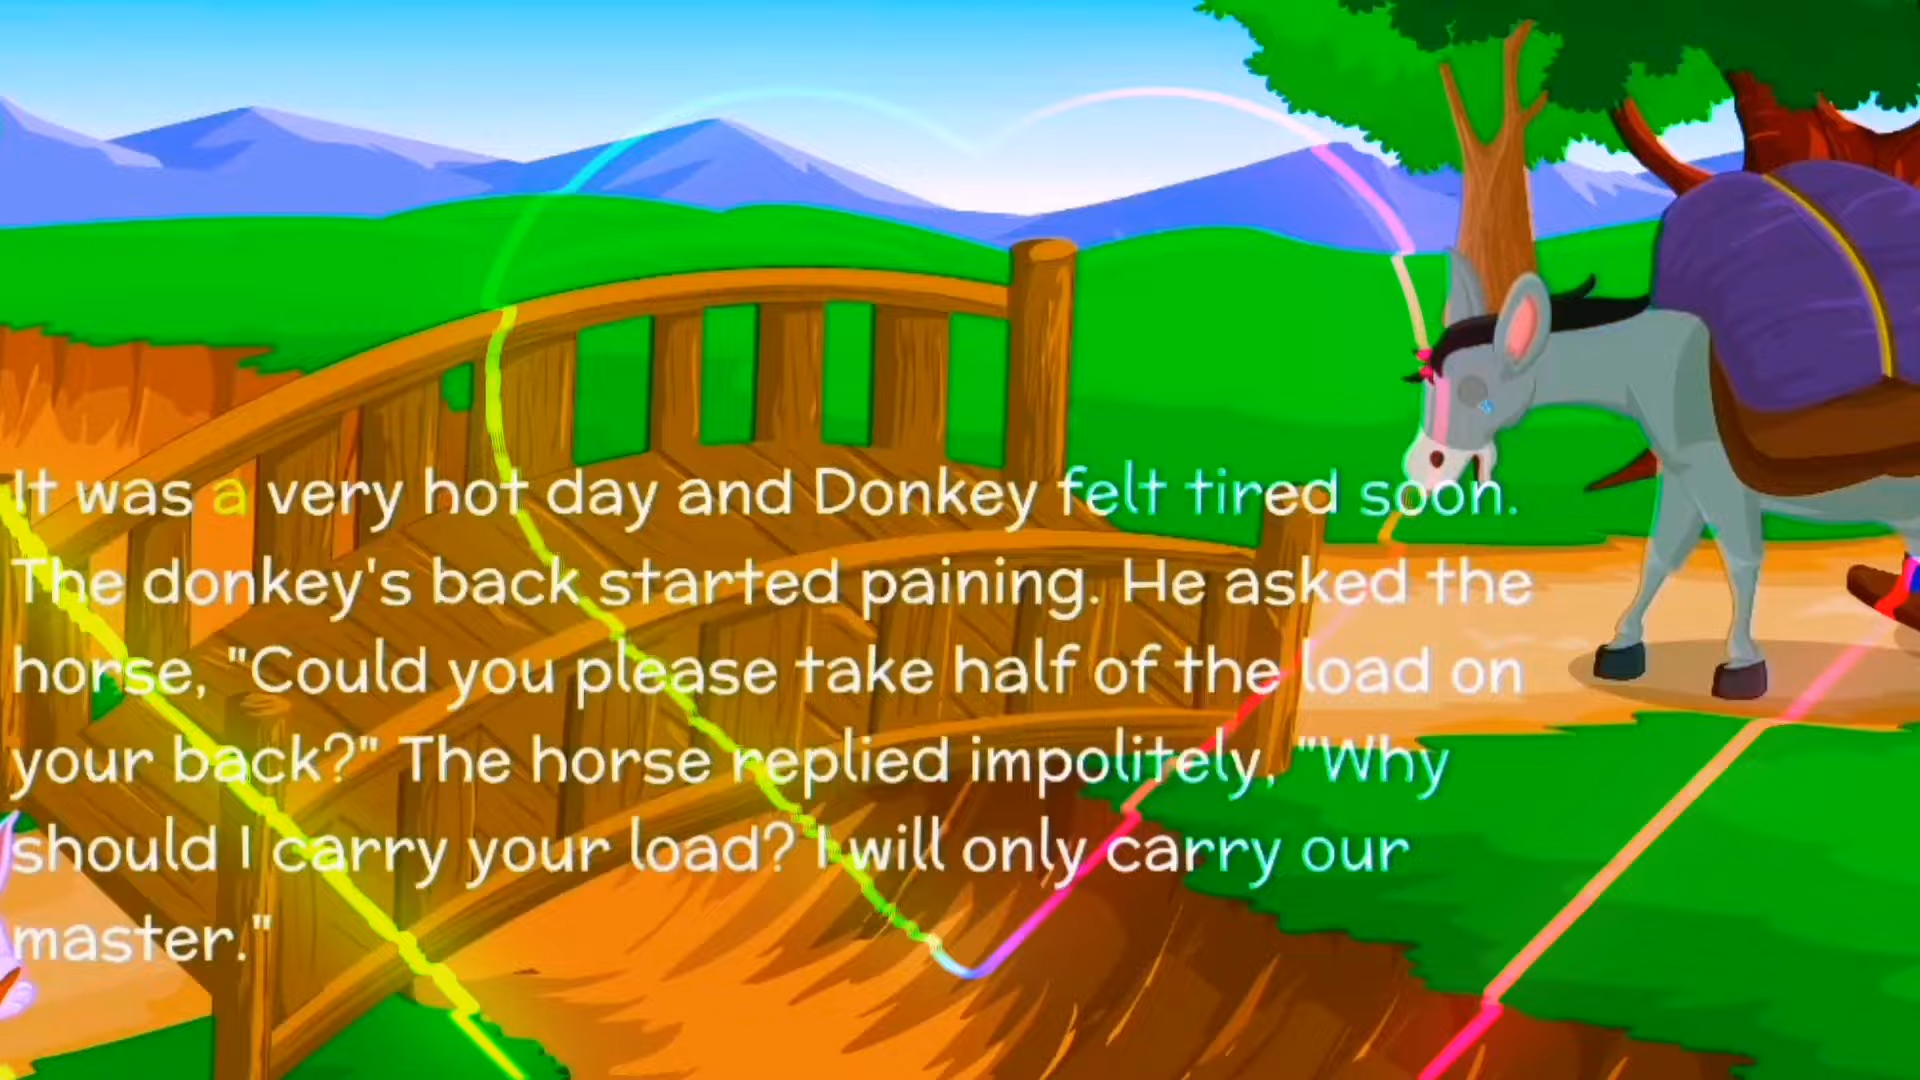 It was a very hot day and Donkey felt tired soon.
The donkey's back started paining. He asked the
horse, "Could you please take half of the load on
your back?" The horse replied impolitely, "Why
should I carry your load? I will only carry our
master."